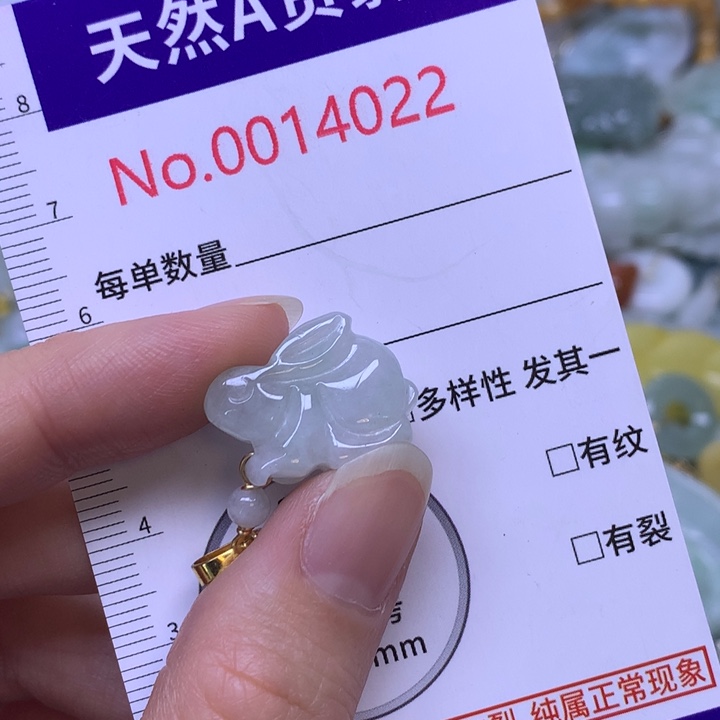 天然A货
No.0014022
8
7
每单数量
6
多样性 发其一
□有纹
4
□有裂
3
mm
裂 纯属正常现象